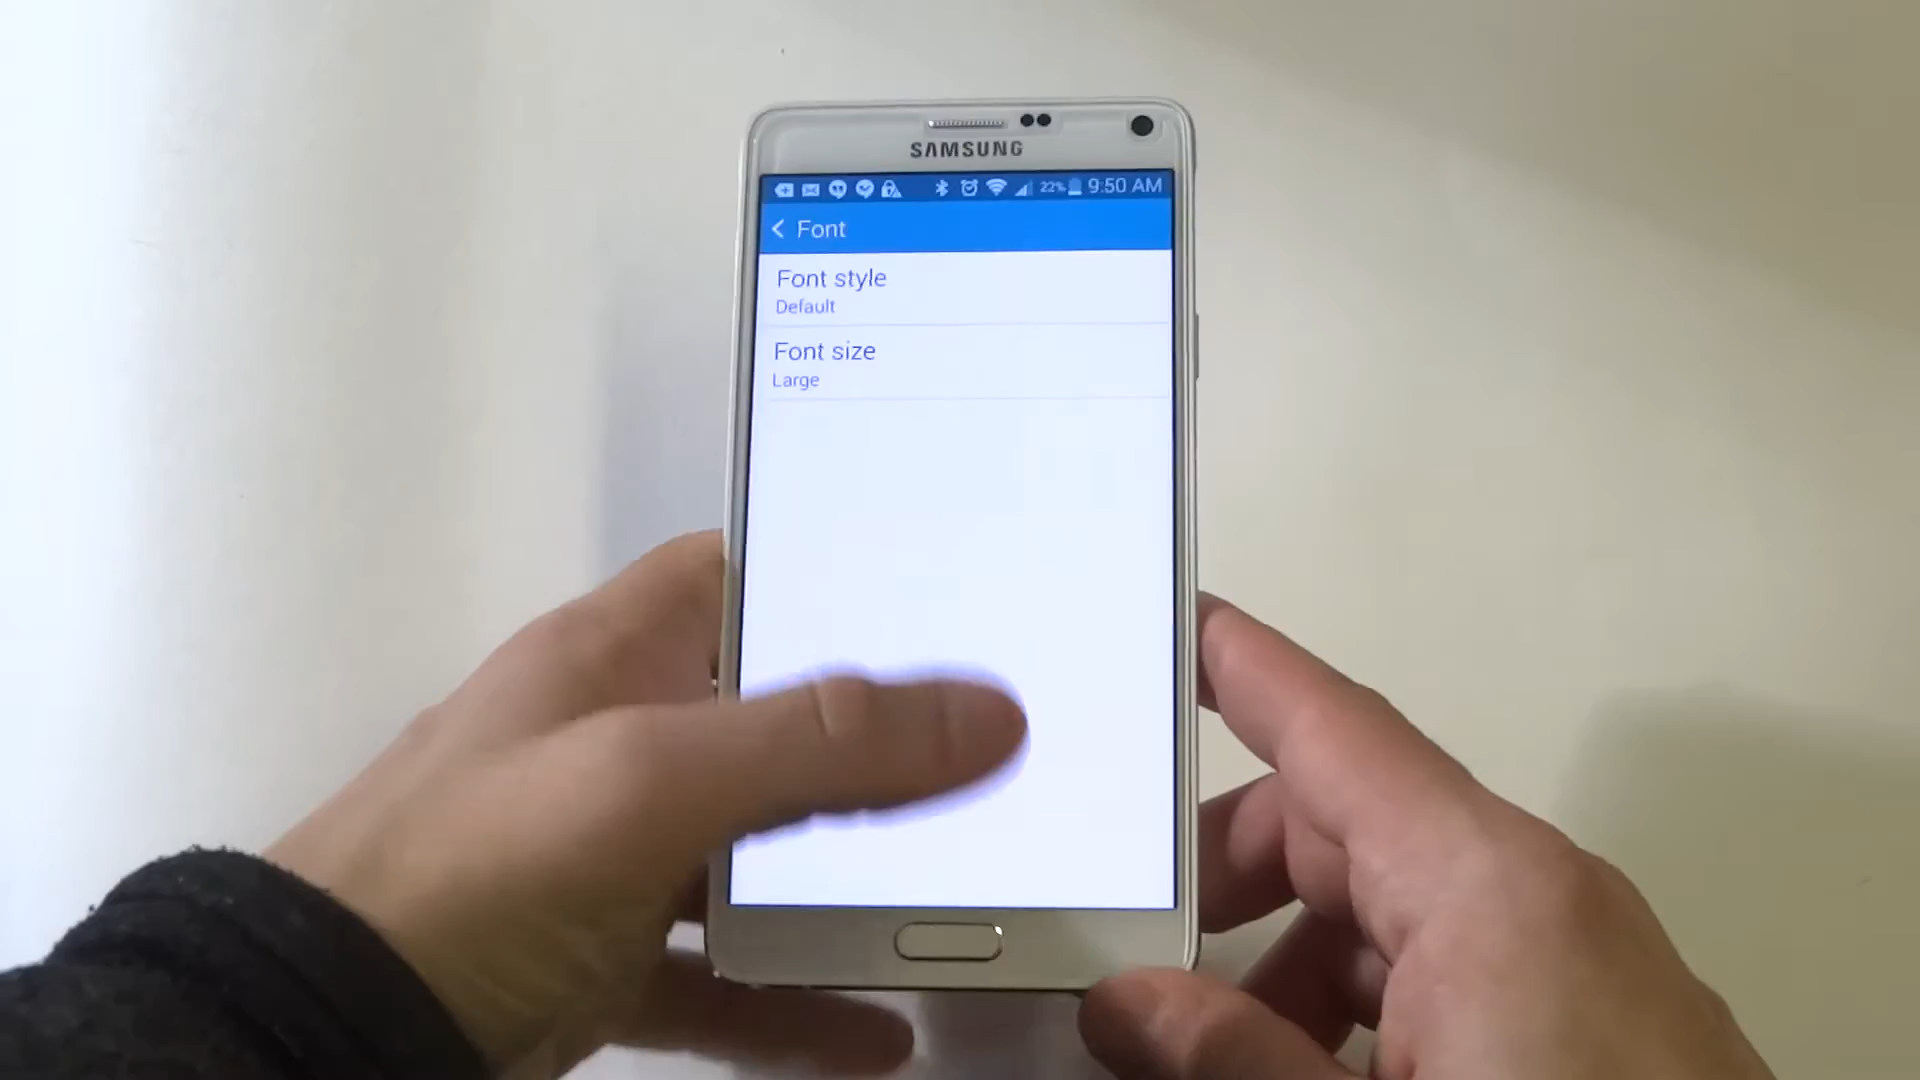 SAMSUNG
22% 9:50 AM
Font
Font style
Default
Font size
Large